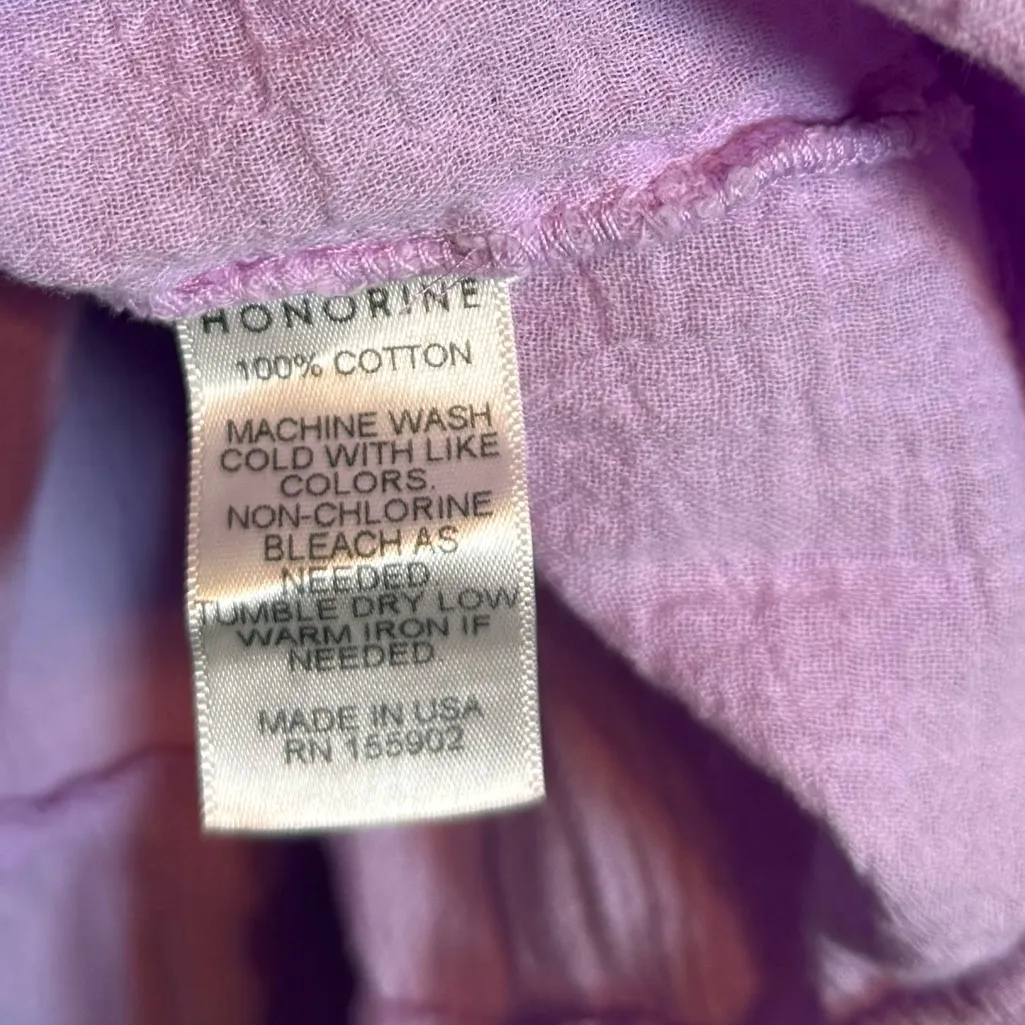 HONORINE
100% COTTON
MACHINE WASH
COLD WITH LIKE
COLORS.
NON-CHLORINE
BLEACH AS
NEEDED.
TUMBLE DRY LOW
WARM IRON IF
NEEDED.
MADE IN USA
RN 155902